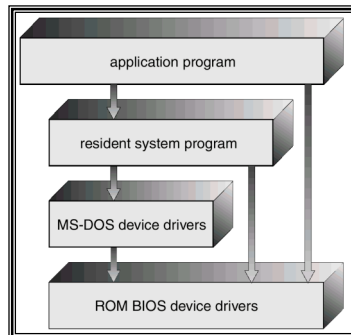 application program
resident system program
MS-DOS device drivers
ROM BIOS device drivers